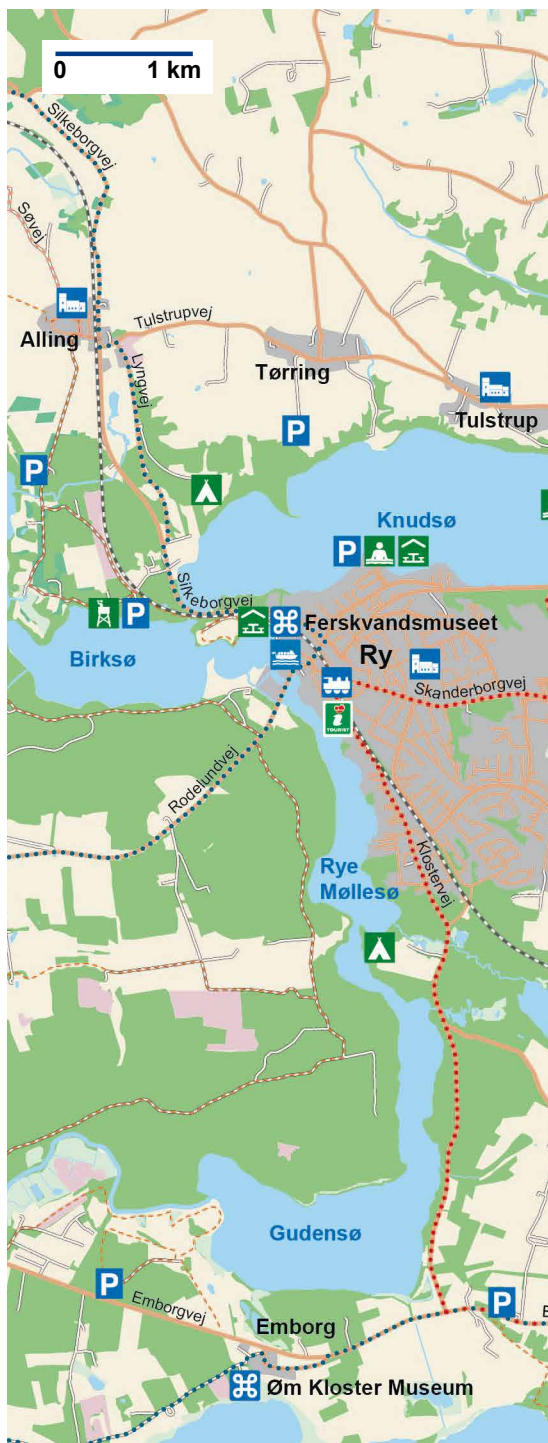 0 1 km
Silkeborgvej
Søvej
Tulstrupvej
Alling
Lyngvej
Tørring
Tulstrup
P
P
Knudsø
P
Silkeborgvej
P
Ferskvandsmuseet
Birksø
Ry
Skanderborgvej
TOURIST
Rodelundvej
Klostervej
Rye
Møllesø
Gudensø
P
P
Emborgvej
E
Emborg
Øm Kloster Museum